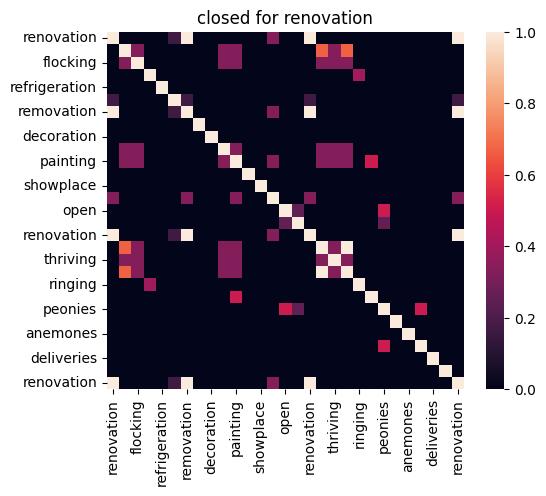 closed for renovation
renovation
flocking
refrigeration
removation
decoration
painting
showplace
open
renovation
thriving
ringing
peonies
anemones
deliveries
renovation
1.0
0.8
0.6
0.4
0.2
0.0
renovation
flocking
refrigeration
removation
decoration
painting
showplace
open
renovation
thriving
ringing
peonies
anemones
deliveries
renovation